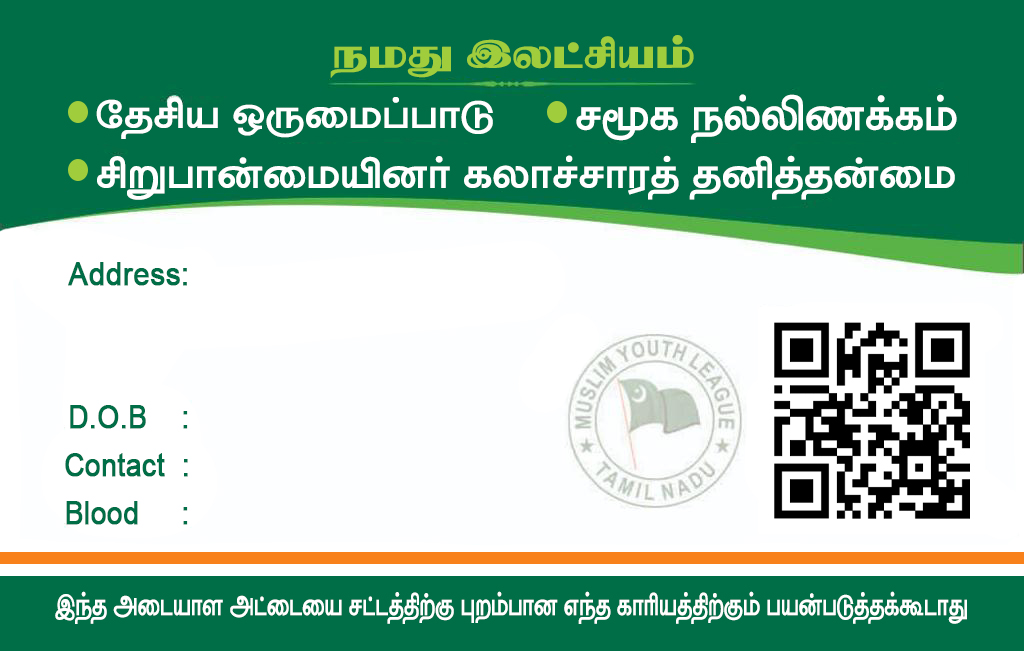 நமது இலட்சியம்
தேசிய ஒருமைப்பாடு சமூக நல்லிணக்கம்
சிறுபான்மையினர் கலாச்சாரத் தனித்தன்மை
Address:
MUSLIM YOUTH LEAGUE
TAMIL NADU
D.O.B :
Contact :
Blood :
இந்த அடையாள அட்டையை சட்டத்திற்கு புறம்பான எந்த காரியத்திற்கும் பயன்படுத்தக்கூடாது